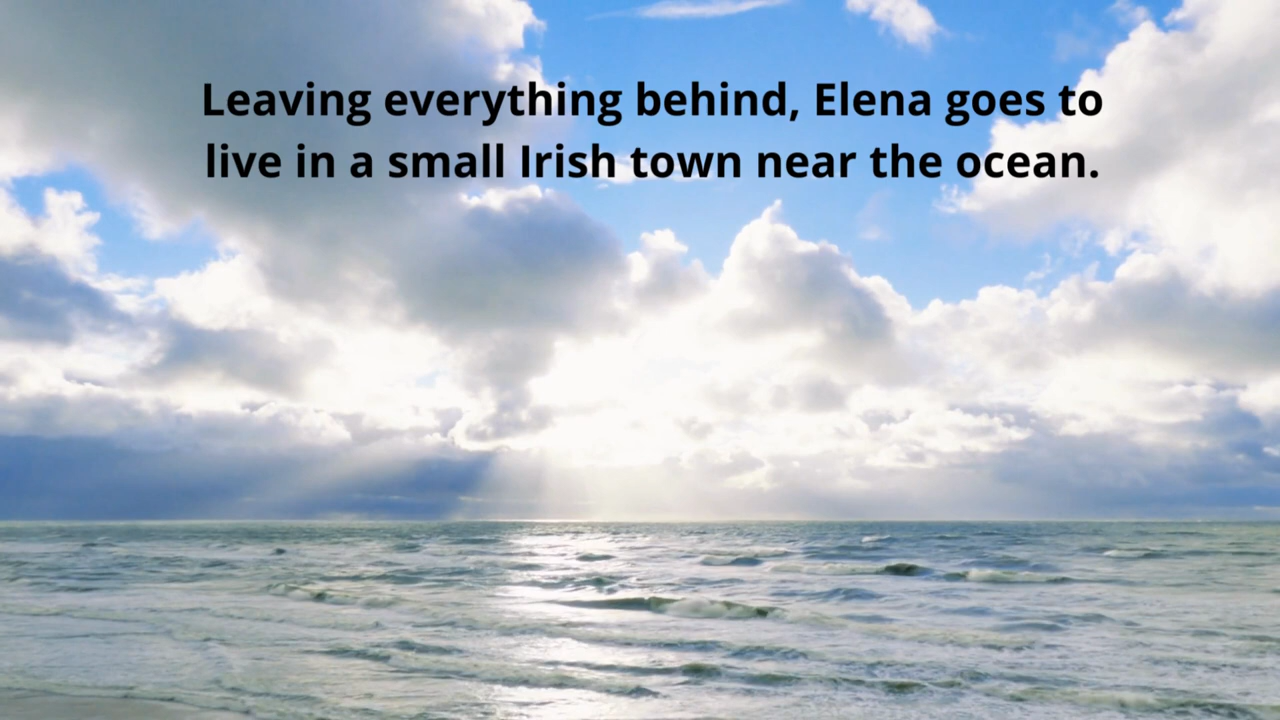 Leaving everything behind, Elena goes to
live in a small Irish town near the ocean.